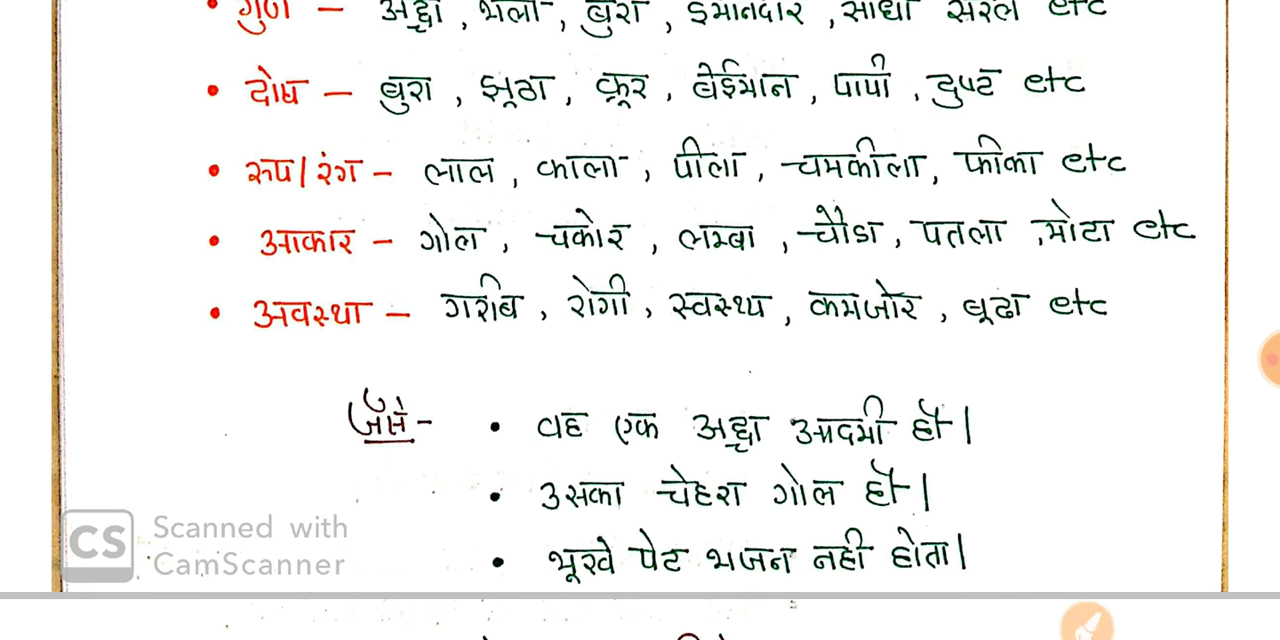 • गुण – अच्छा, भला, बुरा, ईमानदार, सीधा सरल etc
• दोष – बुरा, झूठा, क्रूर, बेईमान, पापी, दुष्ट etc
• रुप/रंग – लाल, काला, पीला, चमकीला, फीका etc
• आकार – गोल, चकोर, लम्बा, चौडा, पतला, मोटा etc
• अवस्था – गरीब, रोगी, स्वस्थ, कमजोर, बूढा etc
जैसे – • वह एक अच्छा आदमी है।
• उसका चेहरा गोल है।
• भूखे पेट भजन नही होता।
CS Scanned with
CamScanner